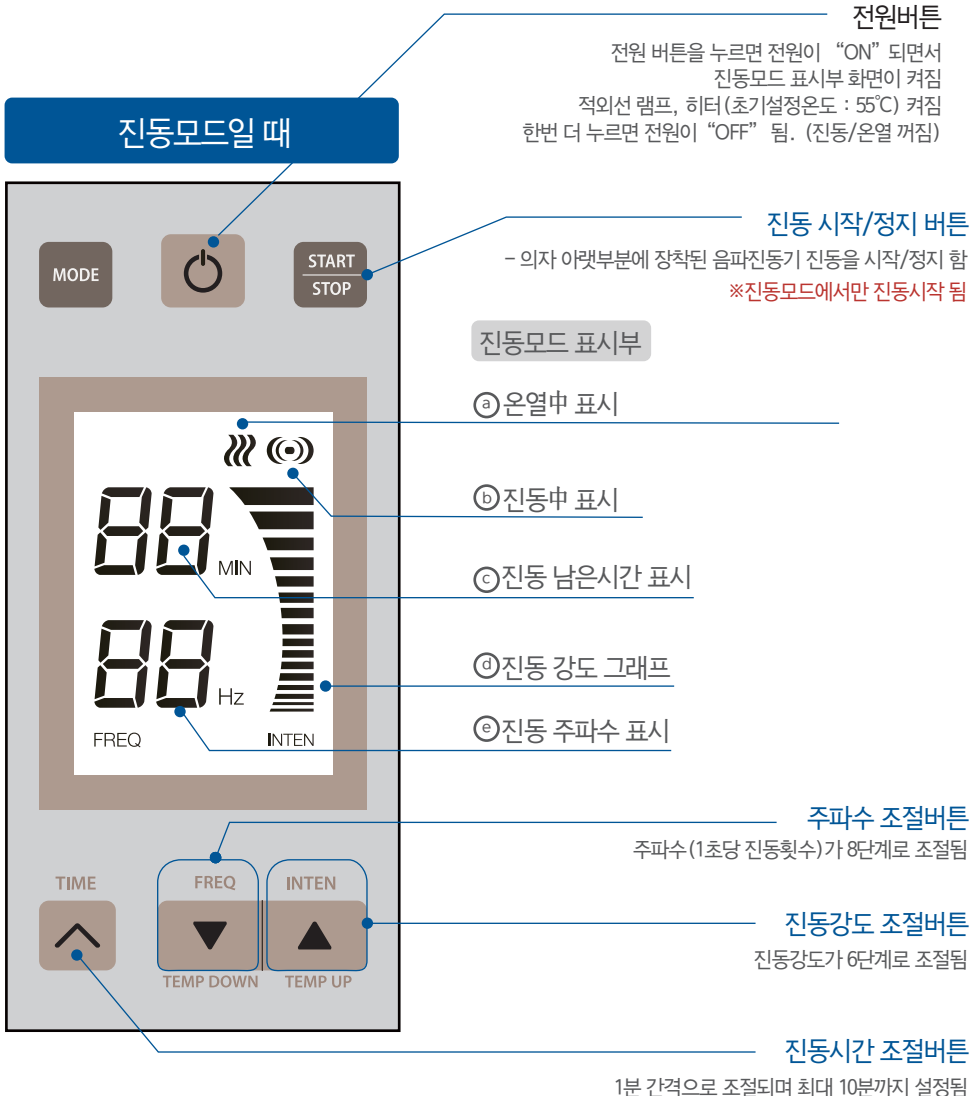 전원버튼
전원 버튼을 누르면 전원이 “ON” 되면서
진동모드 표시부 화면이 켜짐
적외선 램프, 히터(초기설정온도 : 55℃) 켜짐
한번 더 누르면 전원이 “OFF” 됨. (진동/온열 꺼짐)
진동모드일 때
MODE
START
STOP
진동 시작/정지 버튼
- 의자 아랫부분에 장착된 음파진동기 진동을 시작/정지 함
※진동모드에서만 진동시작 됨
진동모드 표시부
ⓐ온열中 표시
ⓑ진동中 표시
88 MIN
ⓒ진동 남은시간 표시
88 Hz
ⓓ진동 강도 그래프
FREQ
INTEN
ⓔ진동 주파수 표시
주파수 조절버튼
주파수(1초당 진동횟수)가 8단계로 조절됨
TIME
FREQ
INTEN
TEMP DOWN
TEMP UP
진동강도 조절버튼
진동강도가 6단계로 조절됨
진동시간 조절버튼
1분 간격으로 조절되며 최대 10분까지 설정됨